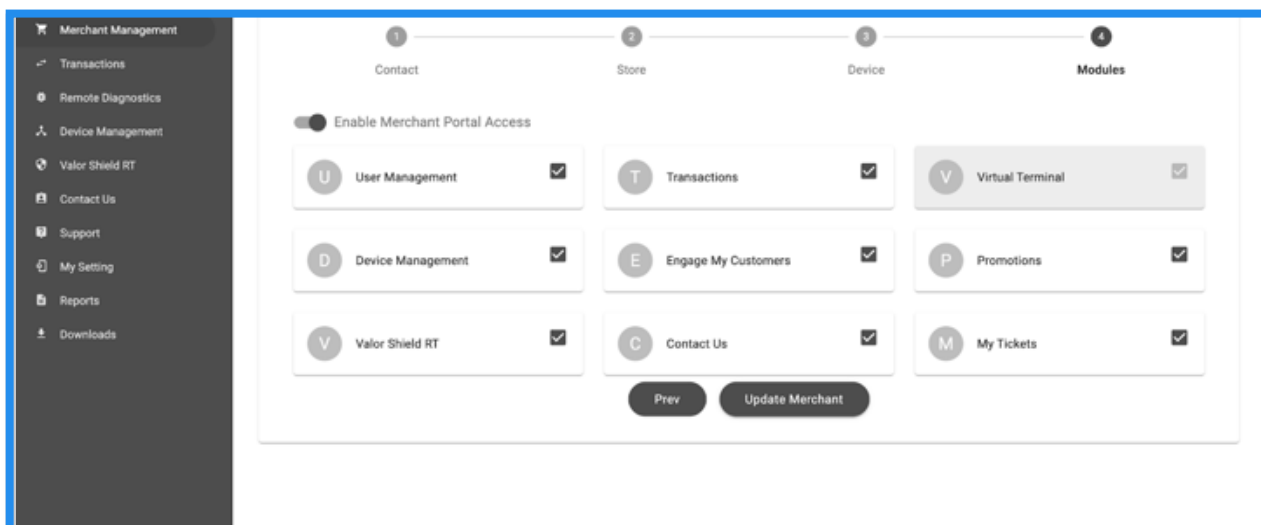 Merchant Management
Transactions
Remote Diagnostics
Device Management
Valor Shield RT
Contact Us
Support
My Setting
Reports
Downloads
1 2 3 4
Contact Store Device Modules
Enable Merchant Portal Access
U User Management T Transactions V Virtual Terminal
D Device Management E Engage My Customers P Promotions
V Valor Shield RT C Contact Us M My Tickets
Prev Update Merchant